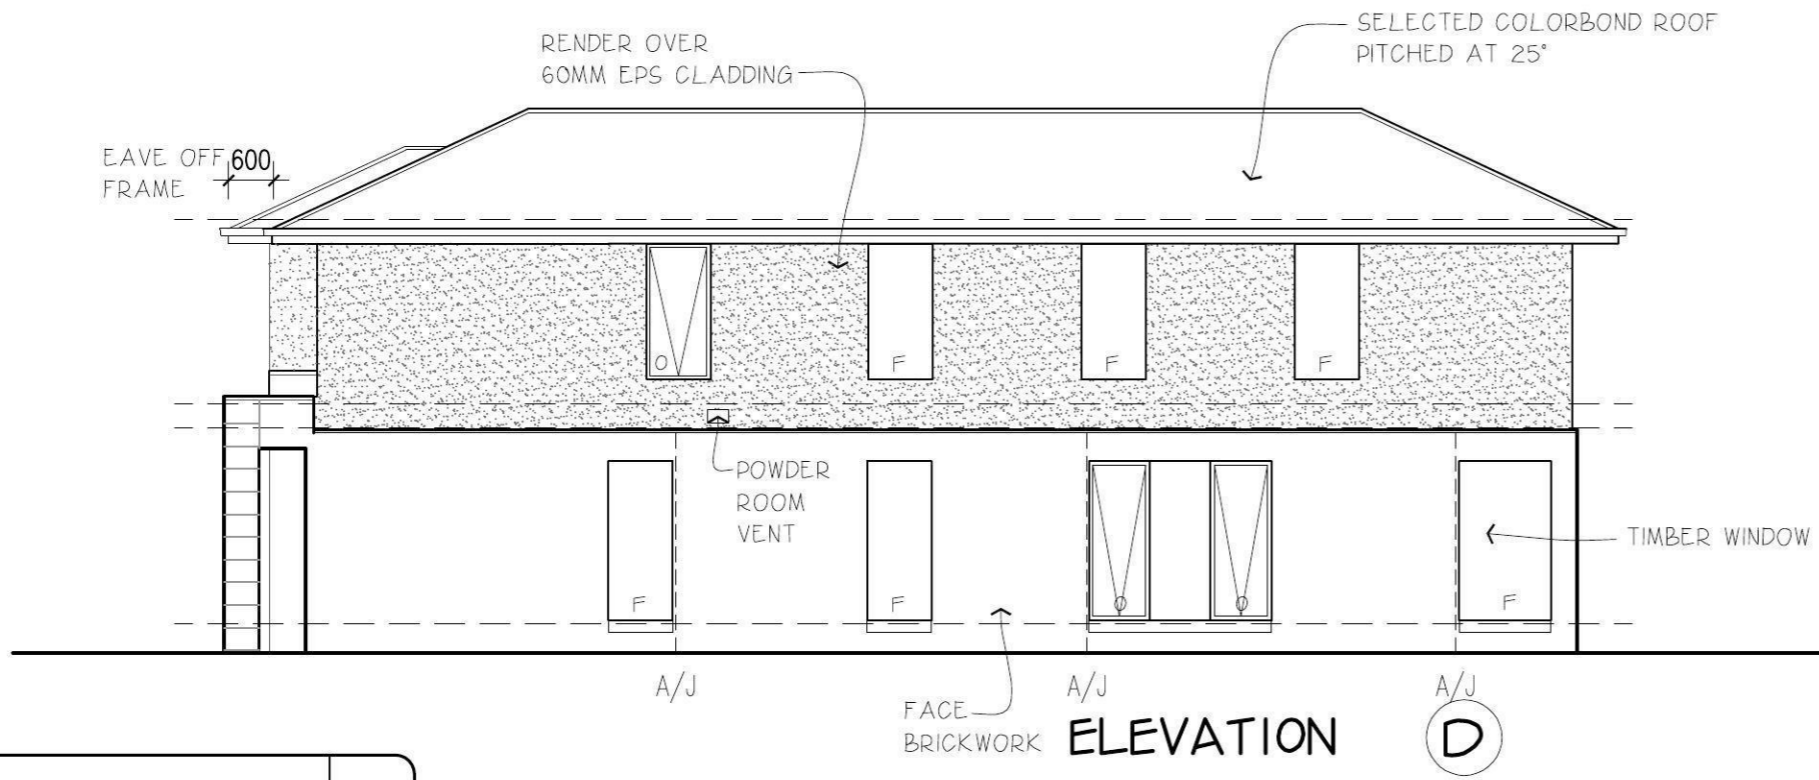 SELECTED COLORBOND ROOF
PITCHED AT 25°
RENDER OVER
60MM EPS CLADDING
EAVE OFF
FRAME
600
O
F
F
F
POWDER
ROOM
VENT
TIMBER WINDOW
F
F
O
O
F
A/J
A/J
A/J
FACE
BRICKWORK
ELEVATION D